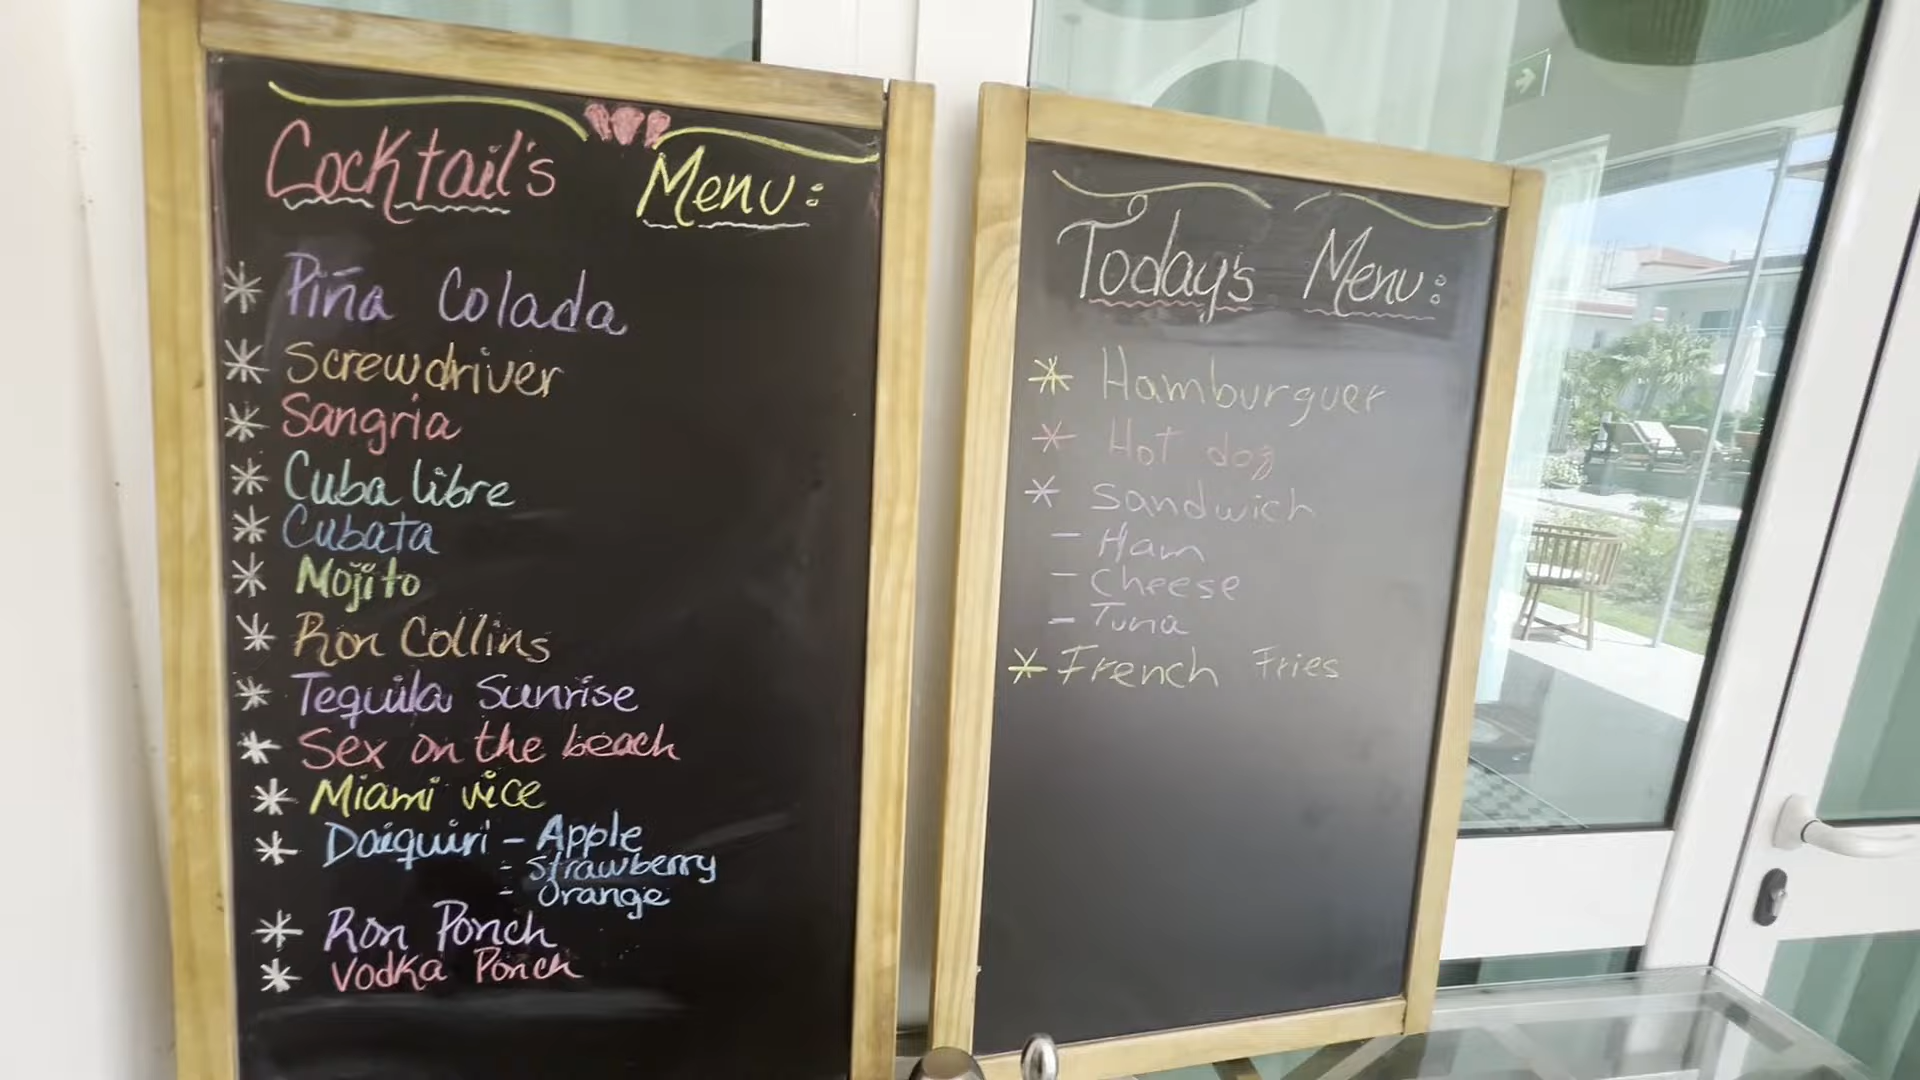 Cocktail's Menu:
* Piña Colada
* Screwdriver
* Sangria
* Cuba libre
* Cubata
* Mojito
* Ron Collins
* Tequila Sunrise
* Sex on the beach
* Miami vice
* Daiquiri - Apple
- Strawberry
- Orange
* Ron Ponch
* Vodka Ponch
Today's Menu:
* Hamburguer
* Hot dog
* Sandwich
- Ham
- Cheese
- Tuna
* French Fries